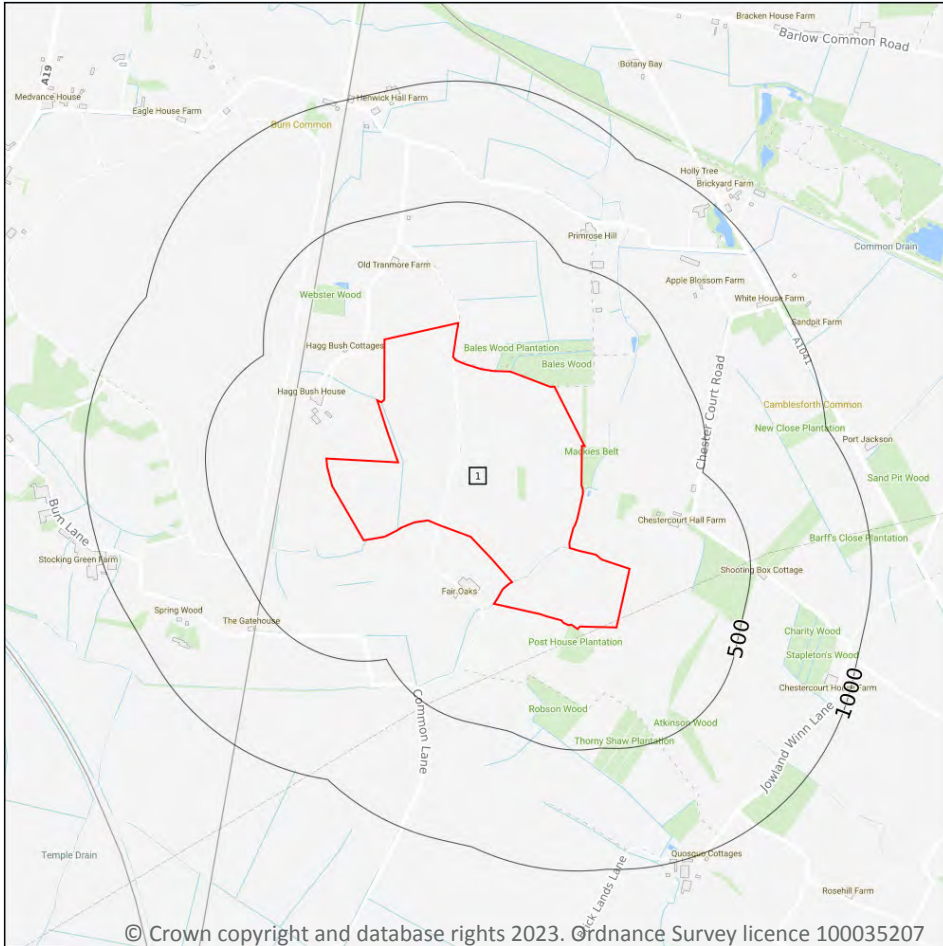 Bracken House Farm
Barlow Common Road
A19
Botany Bay
Medvance House
Henwick Hall Farm
Eagle House Farm
Burn Common
Holly Tree
Brickyard Farm
Primrose Hill
Common Drain
Old Tranmore Farm
Apple Blossom Farm
Webster Wood
White House Farm
Sandpit Farm
Hagg Bush Cottages
Bales Wood Plantation
A1041
Bales Wood
Hagg Bush House
Chester Court Road
Camblesforth Common
New Close Plantation
Port Jackson
Mackies Belt
1
Sand Pit Wood
Burn Lane
Chestercourt Hall Farm
Barff's Close Plantation
Stocking Green Farm
Shooting Box Cottage
Fair Oaks
Spring Wood
The Gatehouse
Charity Wood
500
Post House Plantation
Stapleton's Wood
Chestercourt House Farm
1000
Common Lane
Robson Wood
Atkinson Wood
Thorny Shaw Plantation
Jowland Winn Lane
Temple Drain
Quosquo Cottages
Lands Lane
Rosehill Farm
© Crown copyright and database rights 2023. Ordnance Survey licence 100035207